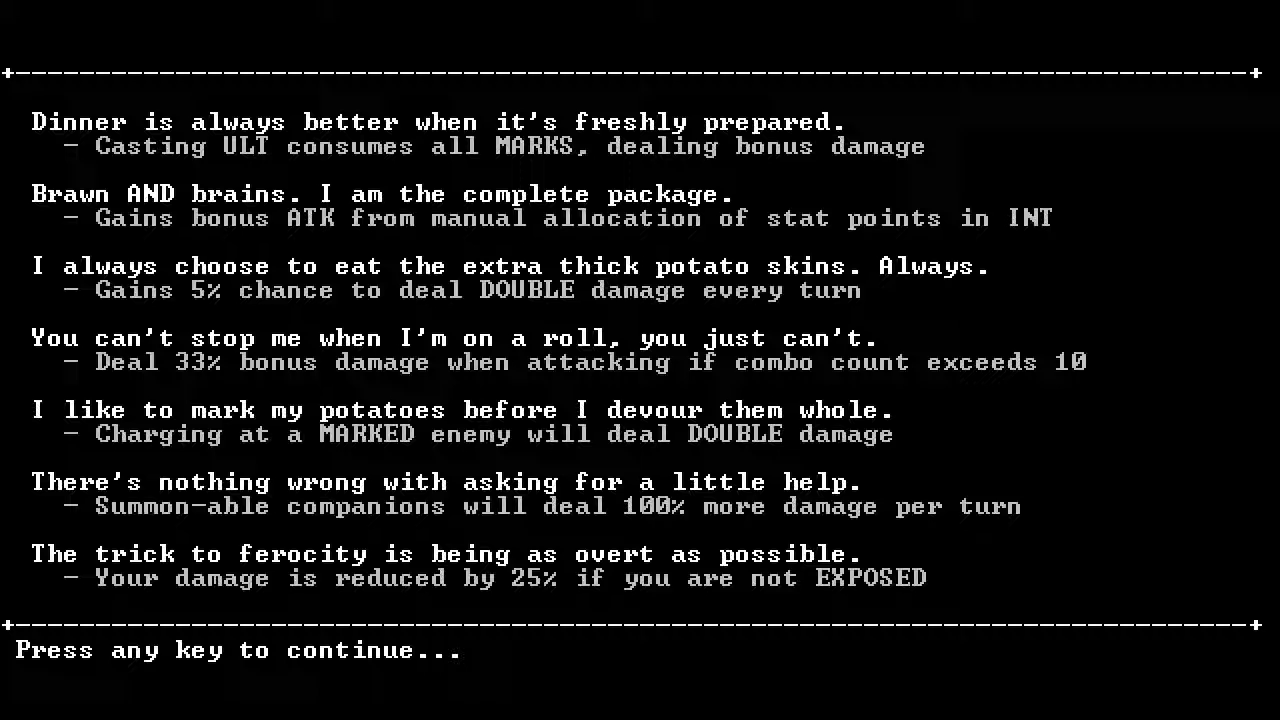 Dinner is always better when it's freshly prepared.
- Casting ULT consumes all MARKS, dealing bonus damage
Brawn AND brains. I am the complete package.
- Gains bonus ATK from manual allocation of stat points in INT
I always choose to eat the extra thick potato skins. Always.
- Gains 5% chance to deal DOUBLE damage every turn
You can't stop me when I'm on a roll, you just can't.
- Deal 33% bonus damage when attacking if combo count exceeds 10
I like to mark my potatoes before I devour them whole.
- Charging at a MARKED enemy will deal DOUBLE damage
There's nothing wrong with asking for a little help.
- Summon-able companions will deal 100% more damage per turn
The trick to ferocity is being as overt as possible.
- Your damage is reduced by 25% if you are not EXPOSED
Press any key to continue...